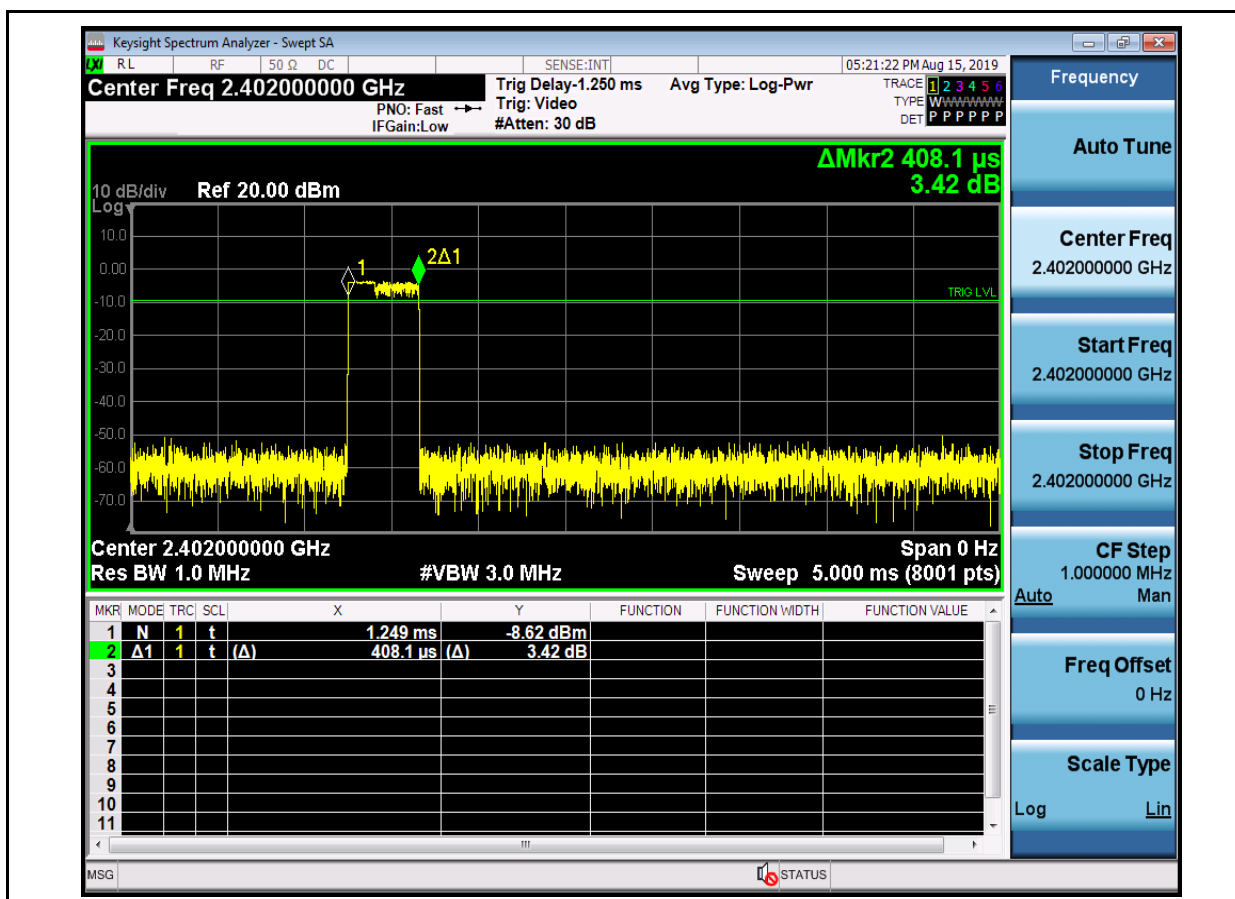 Keysight Spectrum Analyzer - Swept SA
LXI RL RF 50 Ω DC SENSE:INT 05:21:22 PM Aug 15, 2019
Center Freq 2.402000000 GHz
PNO: Fast
IFGain:Low
Trig Delay-1.250 ms
Trig: Video
#Atten: 30 dB
Avg Type: Log-Pwr
TRACE 1 2 3 4 5 6
TYPE WWWWWW
DET P P P P P P
ΔMkr2 408.1 µs
3.42 dB
10 dB/div Ref 20.00 dBm
Log
10.0
0.00
-10.0
-20.0
-30.0
-40.0
-50.0
-60.0
-70.0
1
2Δ1
TRIG LVL
Center 2.402000000 GHz Span 0 Hz
Res BW 1.0 MHz #VBW 3.0 MHz Sweep 5.000 ms (8001 pts)
MKR MODE TRC SCL X Y FUNCTION FUNCTION WIDTH FUNCTION VALUE
1 N 1 t 1.249 ms -8.62 dBm
2 Δ1 1 t (Δ) 408.1 µs (Δ) 3.42 dB
3
4
5
6
7
8
9
10
11
MSG STATUS
Frequency
Auto Tune
Center Freq
2.402000000 GHz
Start Freq
2.402000000 GHz
Stop Freq
2.402000000 GHz
CF Step
1.000000 MHz
Auto Man
Freq Offset
0 Hz
Scale Type
Log Lin